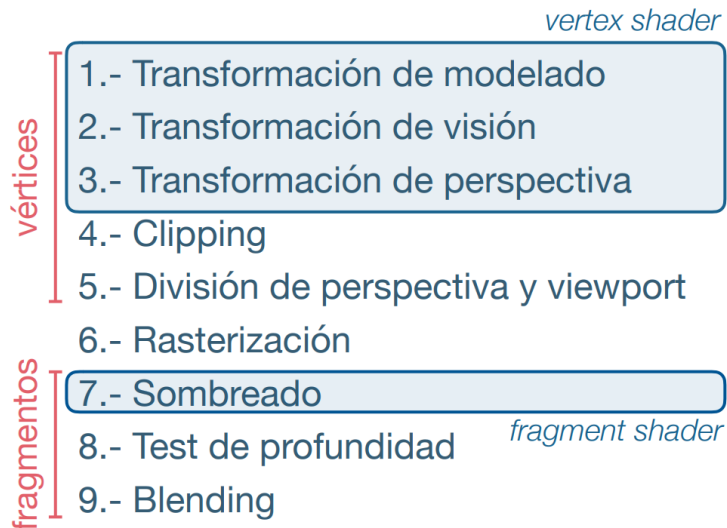 vertex shader
1.- Transformación de modelado
2.- Transformación de visión
3.- Transformación de perspectiva
vértices
4.- Clipping
5.- División de perspectiva y viewport
6.- Rasterización
7.- Sombreado
fragment shader
8.- Test de profundidad
9.- Blending
fragmentos